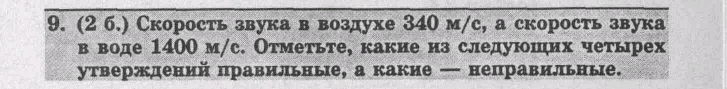 9. (2 б.) Скорость звука в воздухе 340 м/с, а скорость звука
в воде 1400 м/с. Отметьте, какие из следующих четырех
утверждений правильные, а какие — неправильные.